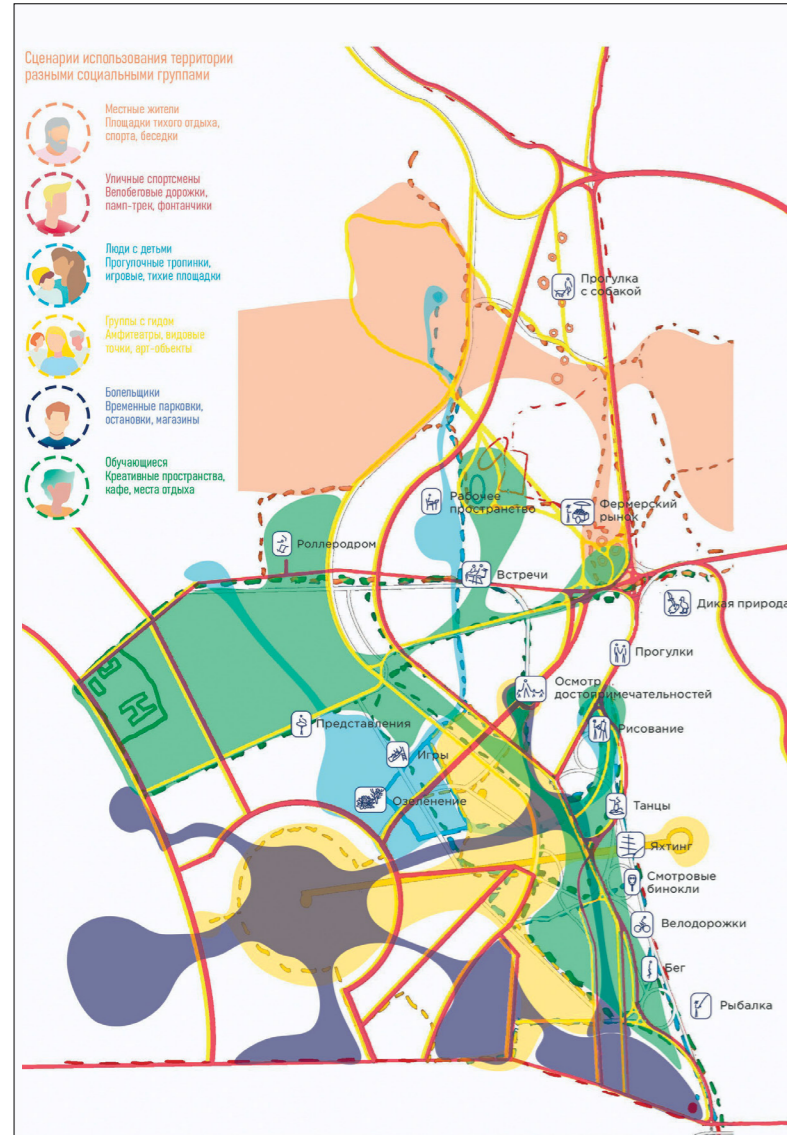 Сценарии использования территории
разными социальными группами
Местные жители
Площадки тихого отдыха,
спорта, беседки
Уличные спортсмены
Велобеговые дорожки,
памп-трек, фонтанчики
Люди с детьми
Прогулочные тропинки,
игровые, тихие площадки
Группы с гидом
Амфитеатры, видовые
точки, арт-объекты
Болельщики
Временные парковки,
остановки, магазины
Обучающиеся
Креативные пространства,
кафе, места отдыха
Прогулка
с собакой
Рабочее
пространство
Фермерский
рынок
Роллеродром
Встречи
Дикая природа
Прогулки
Осмотр
достопримечательностей
Представления
Рисование
Игры
Озеленение
Танцы
Яхтинг
Смотровые
бинокли
Велодорожки
Бег
Рыбалка